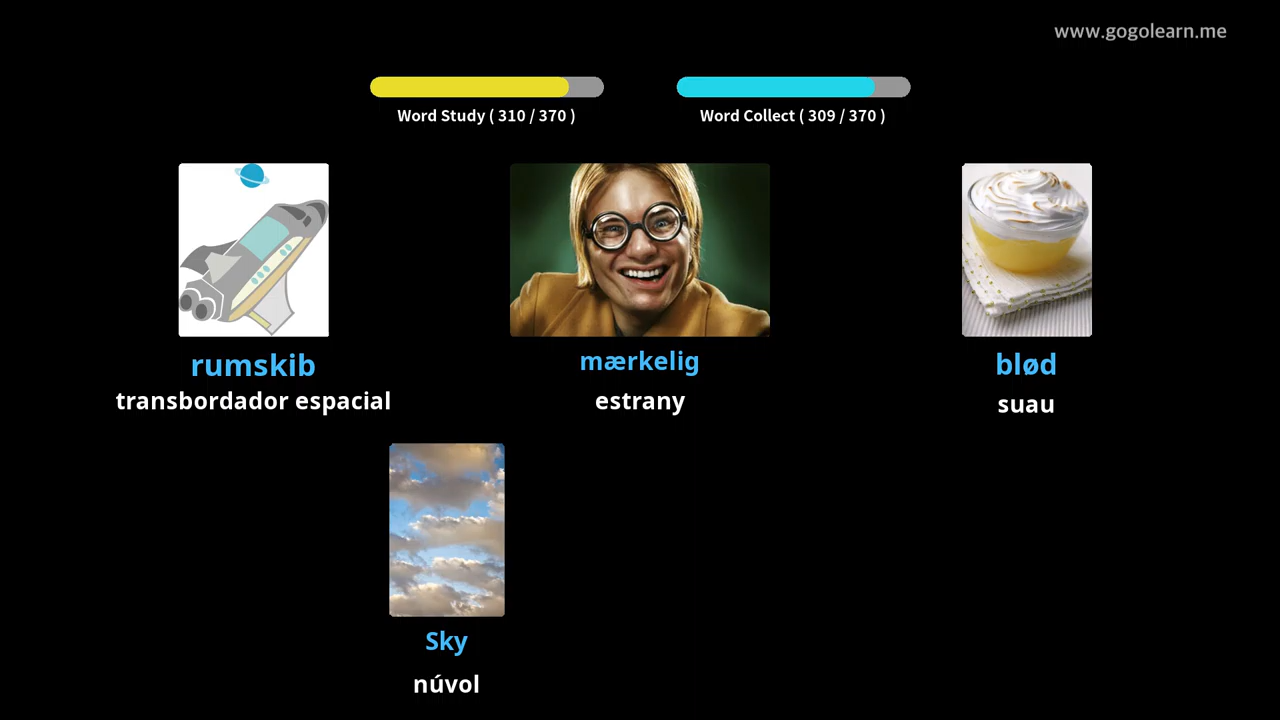 www.gogolearn.me
Word Study ( 310 / 370 )
Word Collect ( 309 / 370 )
rumskib
transbordador espacial
mærkelig
estrany
blød
suau
Sky
núvol